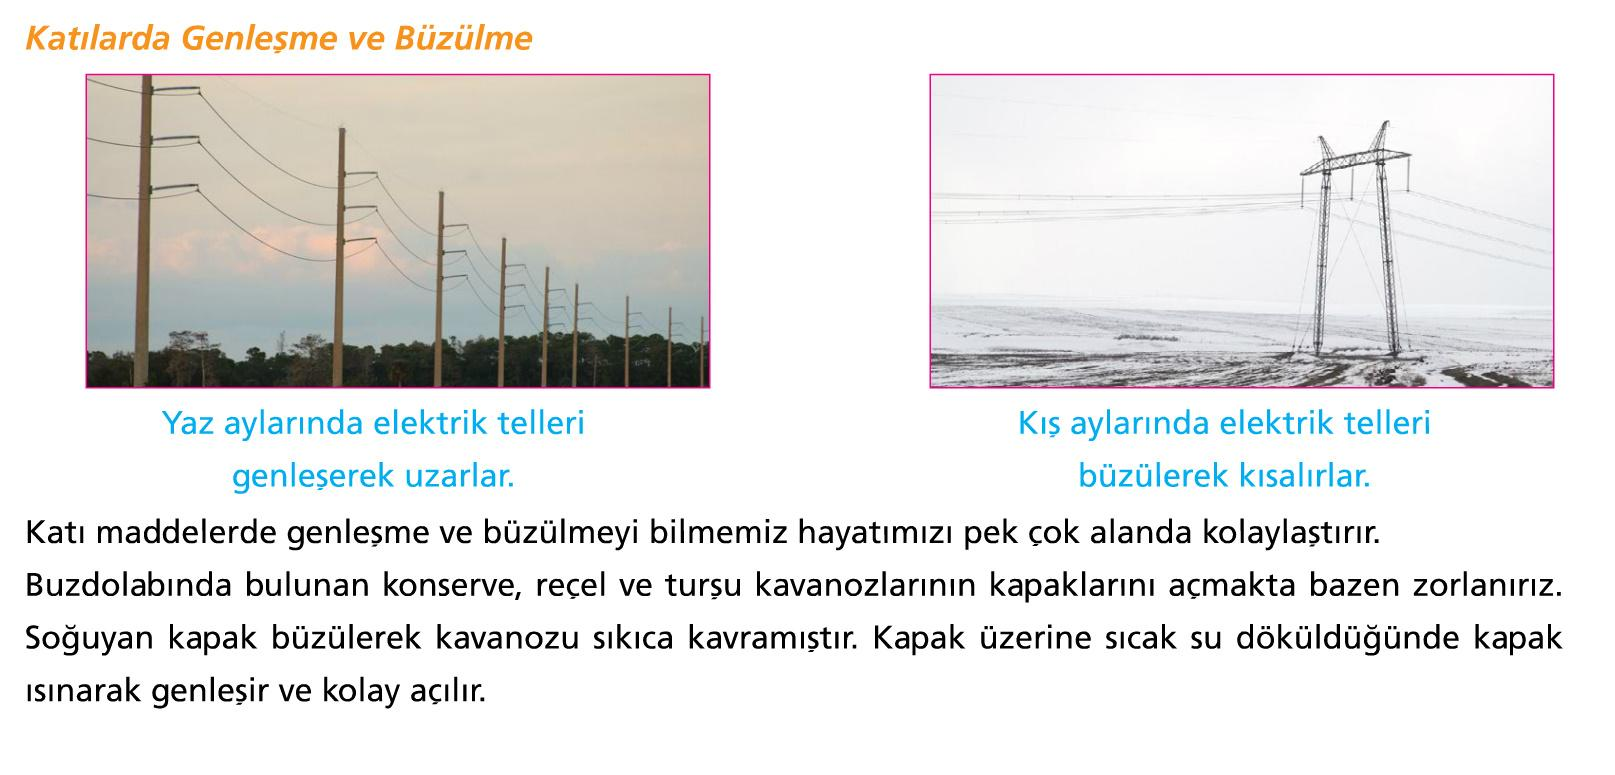 Katılarda Genleşme ve Büzülme
Yaz aylarında elektrik telleri
genleşerek uzarlar.
Kış aylarında elektrik telleri
büzülerek kısalırlar.
Katı maddelerde genleşme ve büzülmeyi bilmemiz hayatımızı pek çok alanda kolaylaştırır.
Buzdolabında bulunan konserve, reçel ve turşu kavanozlarının kapaklarını açmakta bazen zorlanırız.
Soğuyan kapak büzülerek kavanozu sıkıca kavramıştır. Kapak üzerine sıcak su döküldüğünde kapak
ısınarak genleşir ve kolay açılır.